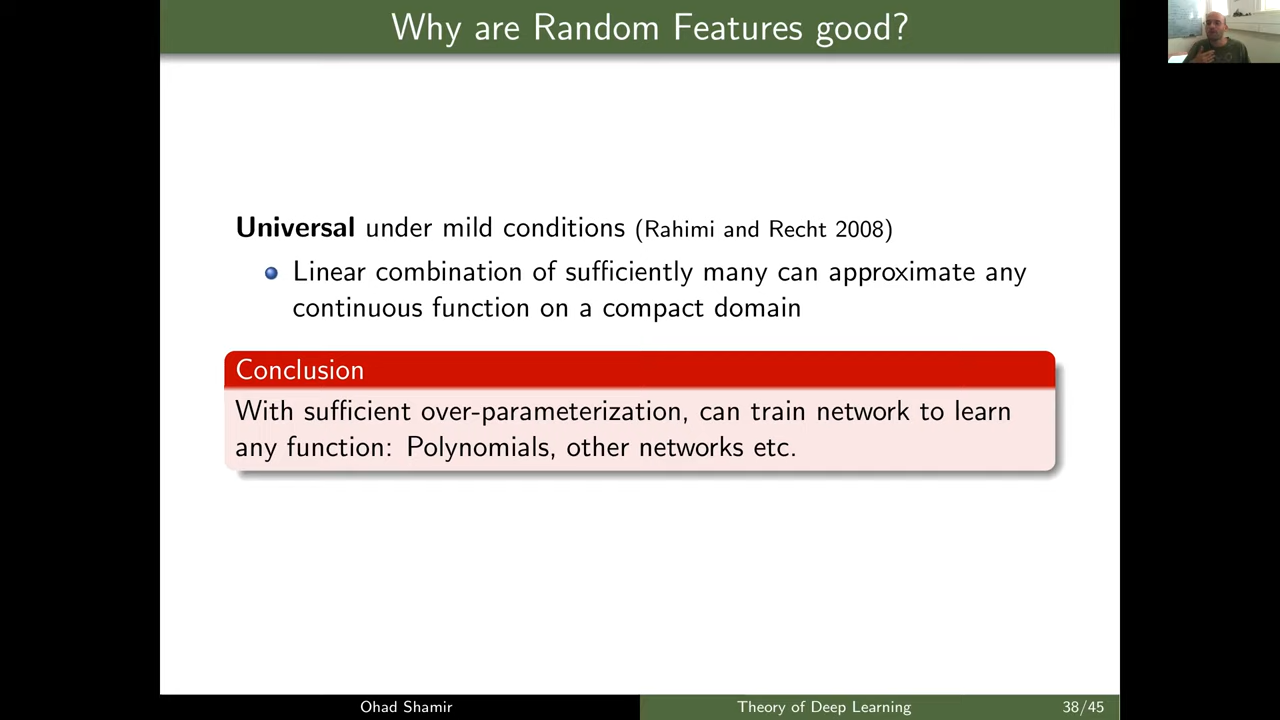 Why are Random Features good?
Universal under mild conditions (Rahimi and Recht 2008)
Linear combination of sufficiently many can approximate any
continuous function on a compact domain
Conclusion
With sufficient over-parameterization, can train network to learn
any function: Polynomials, other networks etc.
Ohad Shamir
Theory of Deep Learning
38/45